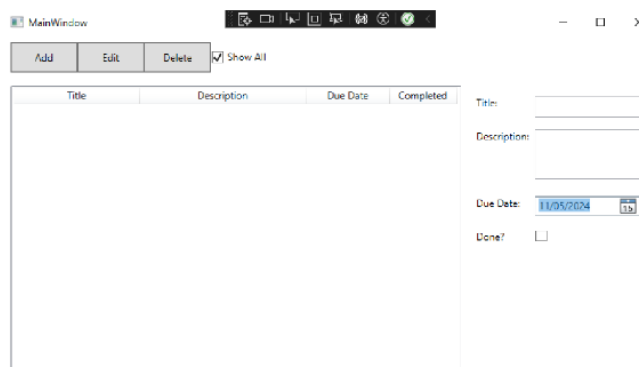 MainWindow
Add Edit Delete Show All
Title Description Due Date Completed
Title:
Description:
Due Date: 11/05/2024 15
Done?